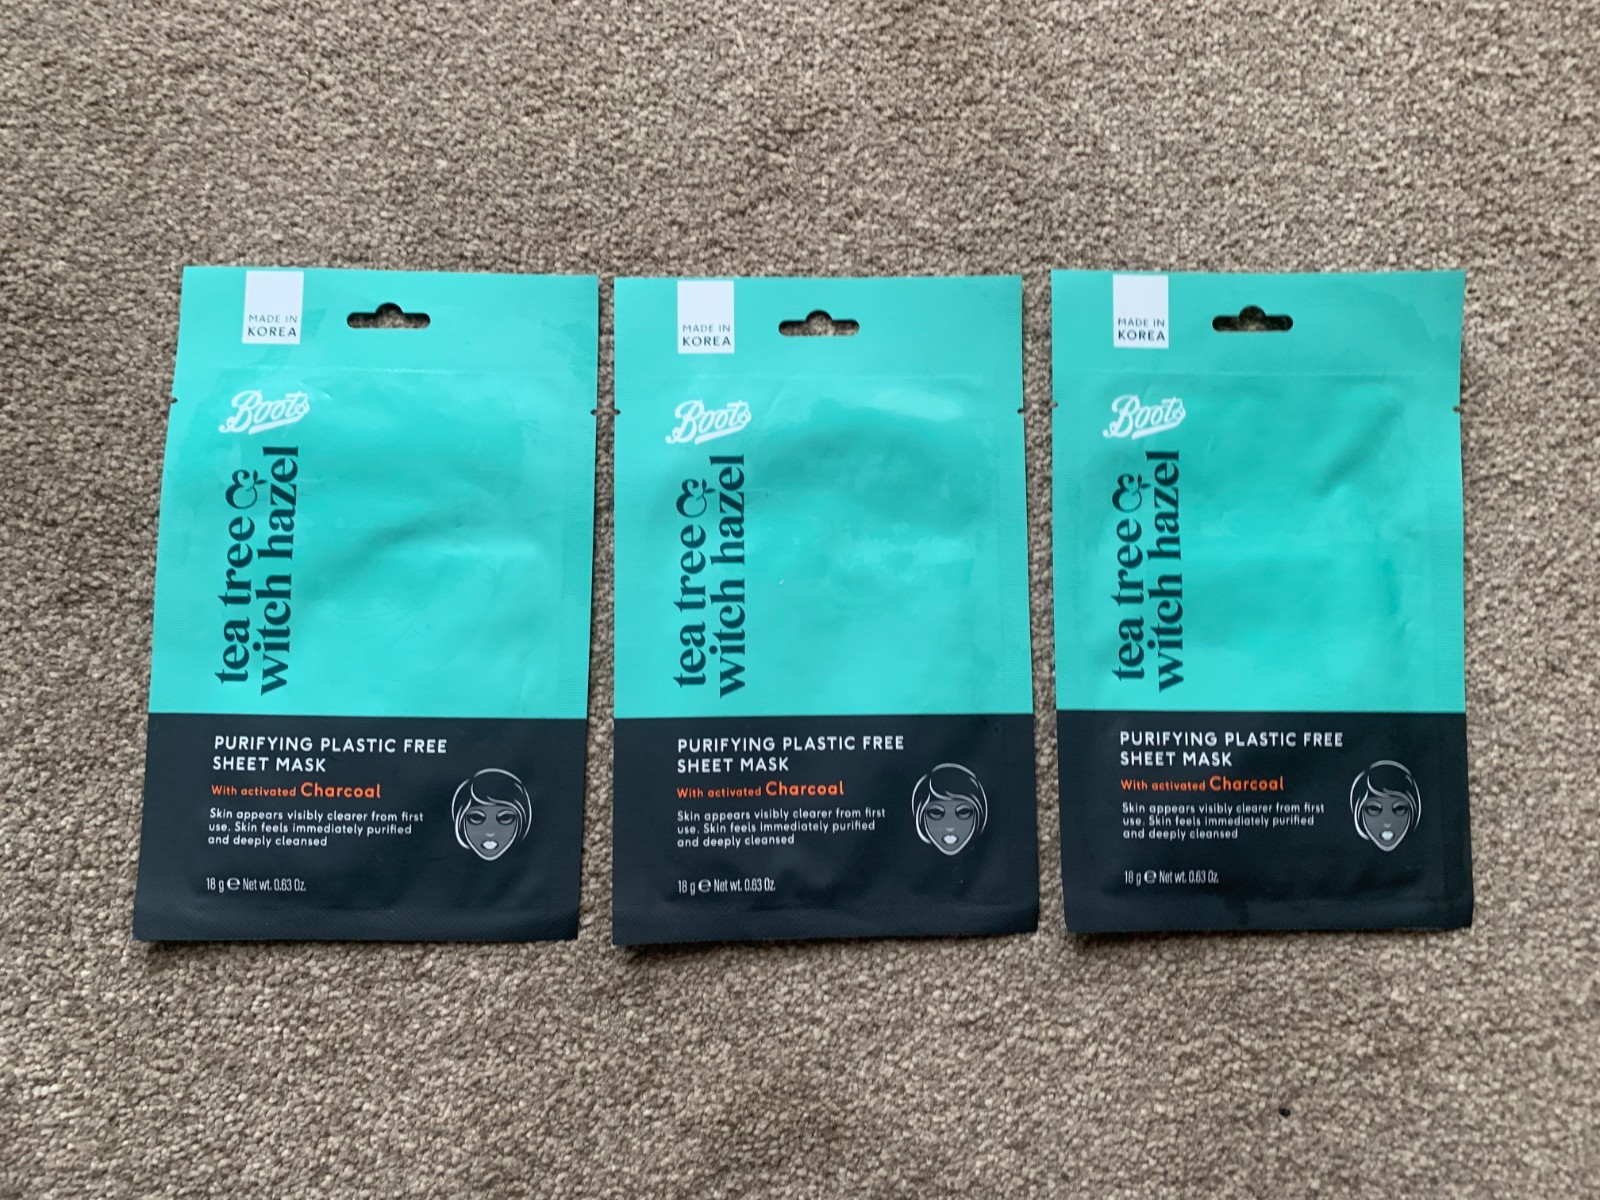 MADE IN
KOREA
Boots
tea tree &
witch hazel
PURIFYING PLASTIC FREE
SHEET MASK
With activated Charcoal
Skin appears visibly clearer from first
use. Skin feels immediately purified
and deeply cleansed
18 g ℮ Net wt. 0.63 Oz.
MADE IN
KOREA
Boots
tea tree &
witch hazel
PURIFYING PLASTIC FREE
SHEET MASK
With activated Charcoal
Skin appears visibly clearer from first
use. Skin feels immediately purified
and deeply cleansed
18 g ℮ Net wt. 0.63 Oz.
MADE IN
KOREA
Boots
tea tree &
witch hazel
PURIFYING PLASTIC FREE
SHEET MASK
With activated Charcoal
Skin appears visibly clearer from first
use. Skin feels immediately purified
and deeply cleansed
18 g ℮ Net wt. 0.63 Oz.